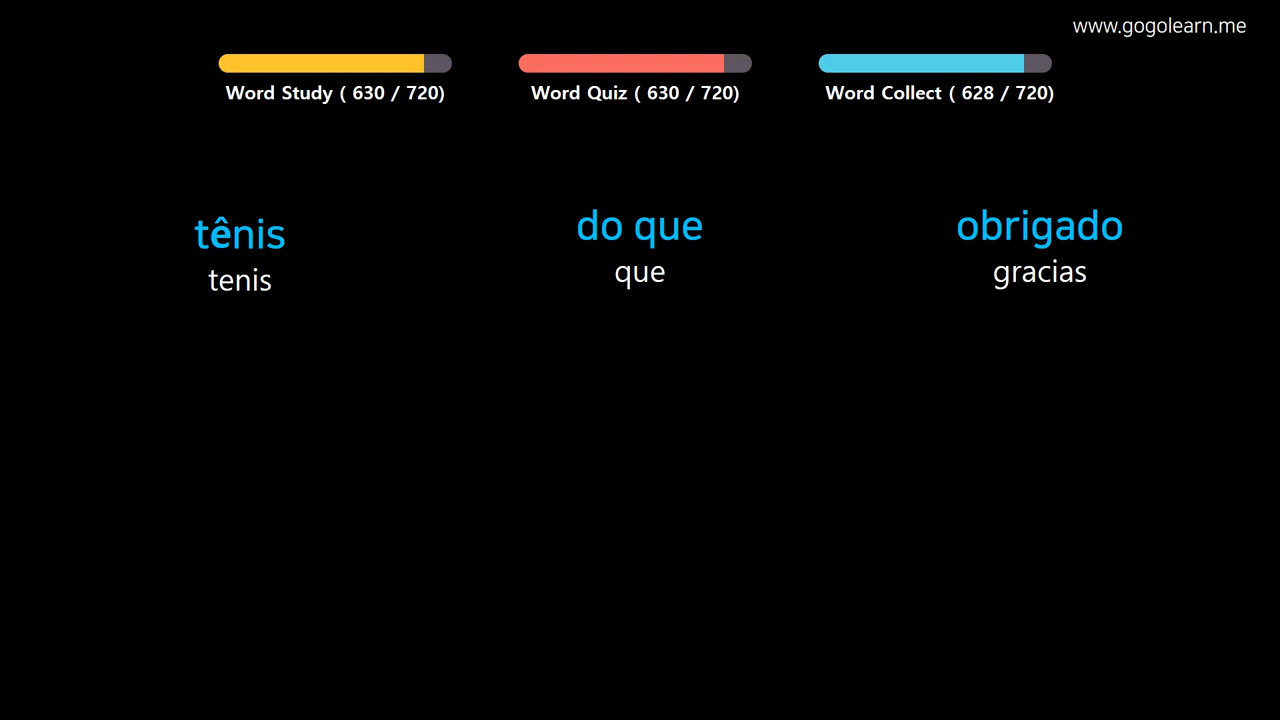 www.gogolearn.me
Word Study ( 630 / 720)
Word Quiz ( 630 / 720)
Word Collect ( 628 / 720)
tênis
tenis
do que
que
obrigado
gracias